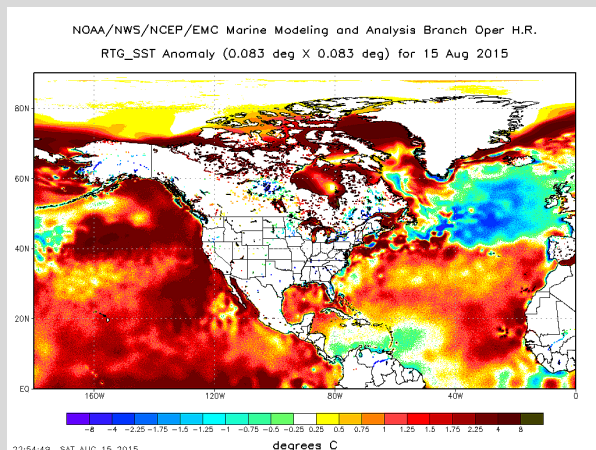 NOAA/NWS/NCEP/EMC Marine Modeling and Analysis Branch Oper H.R.
RTG_SST Anomaly (0.083 deg X 0.083 deg) for 15 Aug 2015
80N
60N
40N
20N
EQ
160W 120W 80W 40W 0
-8 -4 -2.25 -1.75 -1.5 -1.25 -1 -0.75 -0.5 -0.25 0.25 0.5 0.75 1 1.25 1.5 1.75 2.25 4 8
degrees C
22:54:49 SAT AUG 15 2015